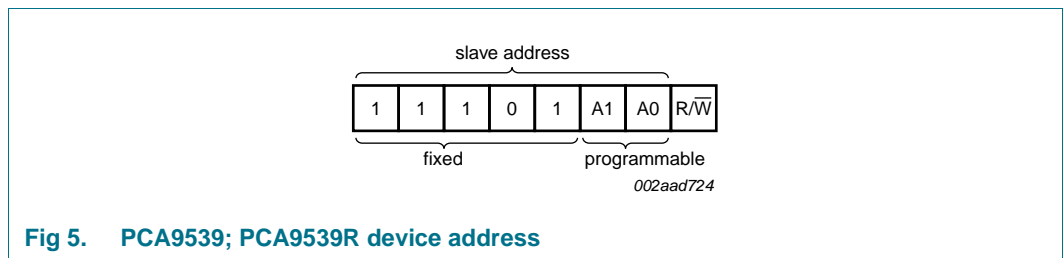 slave address
1 1 1 0 1 A1 A0 R/W̅
fixed programmable
002aad724
Fig 5. PCA9539; PCA9539R device address